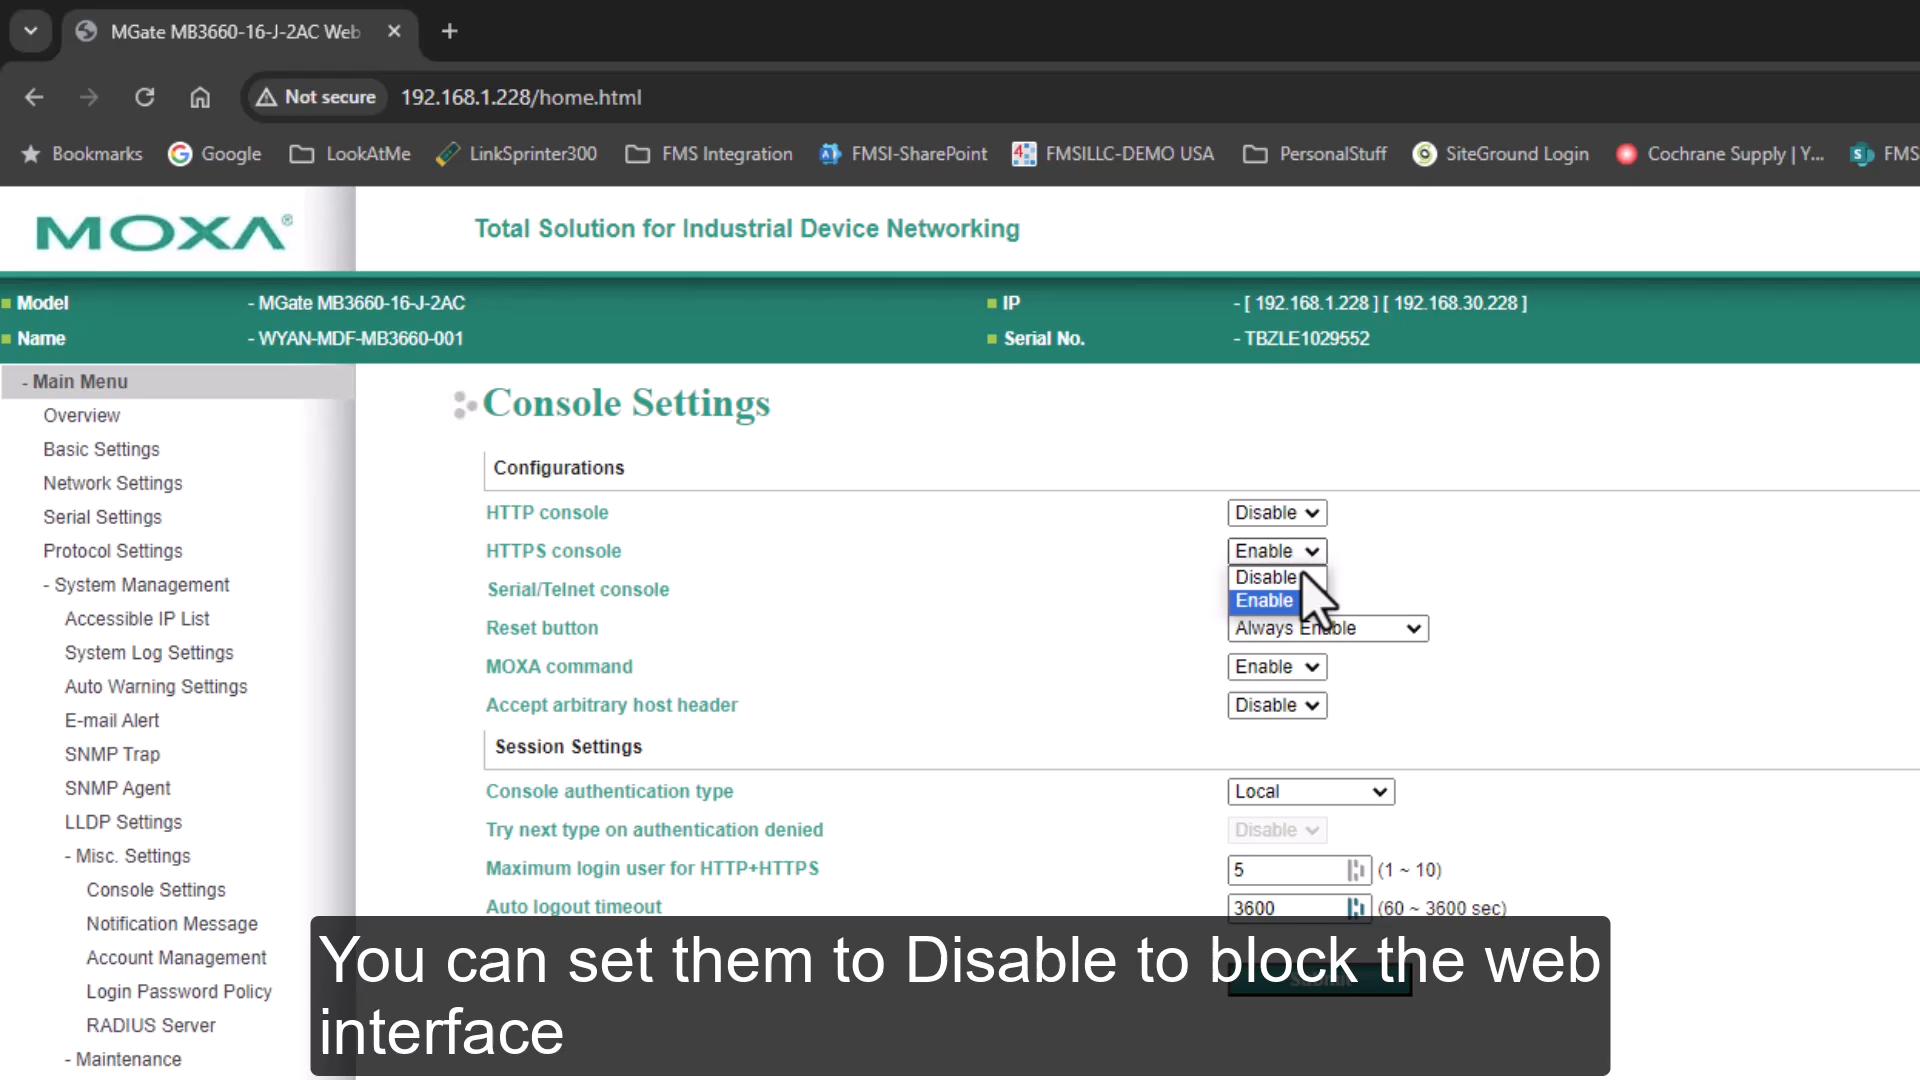 MGate MB3660-16-J-2AC Web
Not secure 192.168.1.228/home.html
Bookmarks Google LookAtMe LinkSprinter300 FMS Integration FMSI-SharePoint FMSILLC-DEMO USA PersonalStuff SiteGround Login Cochrane Supply | Y... FMS
MOXA® Total Solution for Industrial Device Networking
Model - MGate MB3660-16-J-2AC IP - [ 192.168.1.228 ] [ 192.168.30.228 ]
Name - WYAN-MDF-MB3660-001 Serial No. - TBZLE1029552
- Main Menu
Overview
Basic Settings
Network Settings
Serial Settings
Protocol Settings
- System Management
Accessible IP List
System Log Settings
Auto Warning Settings
E-mail Alert
SNMP Trap
SNMP Agent
LLDP Settings
- Misc. Settings
Console Settings
Notification Message
Account Management
Login Password Policy
RADIUS Server
- Maintenance
Console Settings
Configurations
HTTP console Disable
HTTPS console Enable
Disable
Serial/Telnet console Enable
Reset button Always Enable
MOXA command Enable
Accept arbitrary host header Disable
Session Settings
Console authentication type Local
Try next type on authentication denied Disable
Maximum login user for HTTP+HTTPS 5 (1 ~ 10)
Auto logout timeout 3600 (60 ~ 3600 sec)
You can set them to Disable to block the web
interface